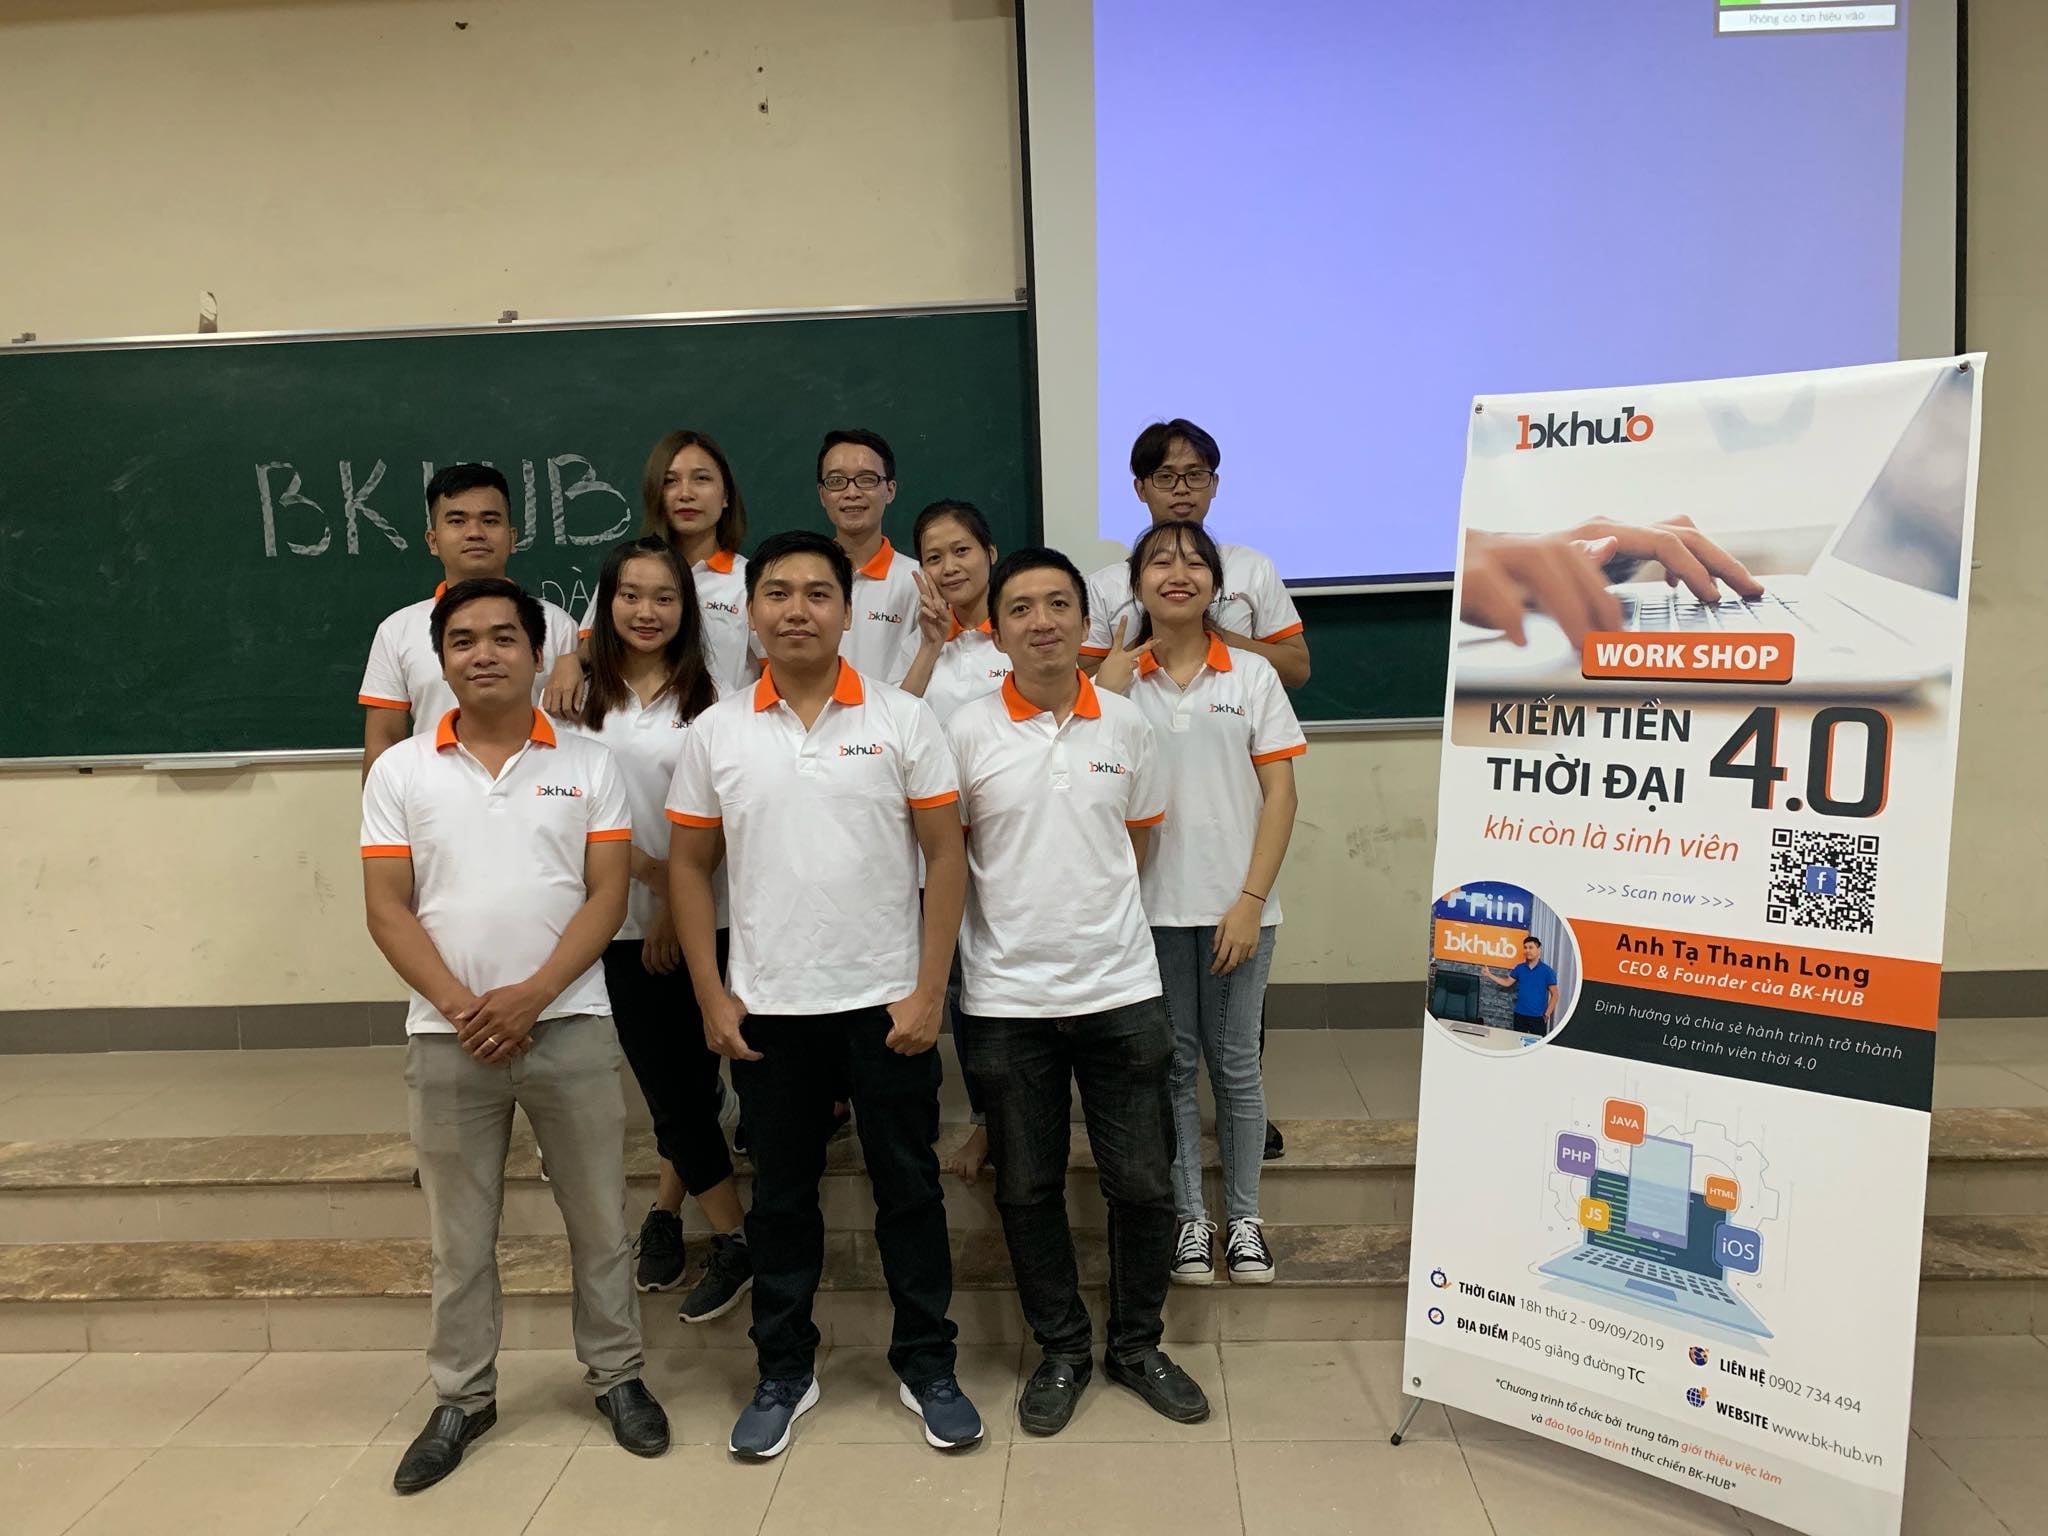 Không có tín hiệu vào
BK HUB
ĐÀ
bkhub
bkhub
bkhub
bkhub
bkhub
bkhub
bkhub
bkhub
WORK SHOP
KIẾM TIỀN
THỜI ĐẠI
4.0
khi còn là sinh viên
>>> Scan now >>>
f
Fiin
bkhub
Anh Tạ Thanh Long
CEO & Founder của BK-HUB
Định hướng và chia sẻ hành trình trở thành
Lập trình viên thời 4.0
JAVA
PHP
HTML
JS
iOS
THỜI GIAN 18h thứ 2 - 09/09/2019
ĐỊA ĐIỂM P405 giảng đường TC
LIÊN HỆ 0902 734 494
WEBSITE www.bk-hub.vn
*Chương trình tổ chức bởi trung tâm giới thiệu việc làm
và đào tạo lập trình thực chiến BK-HUB*